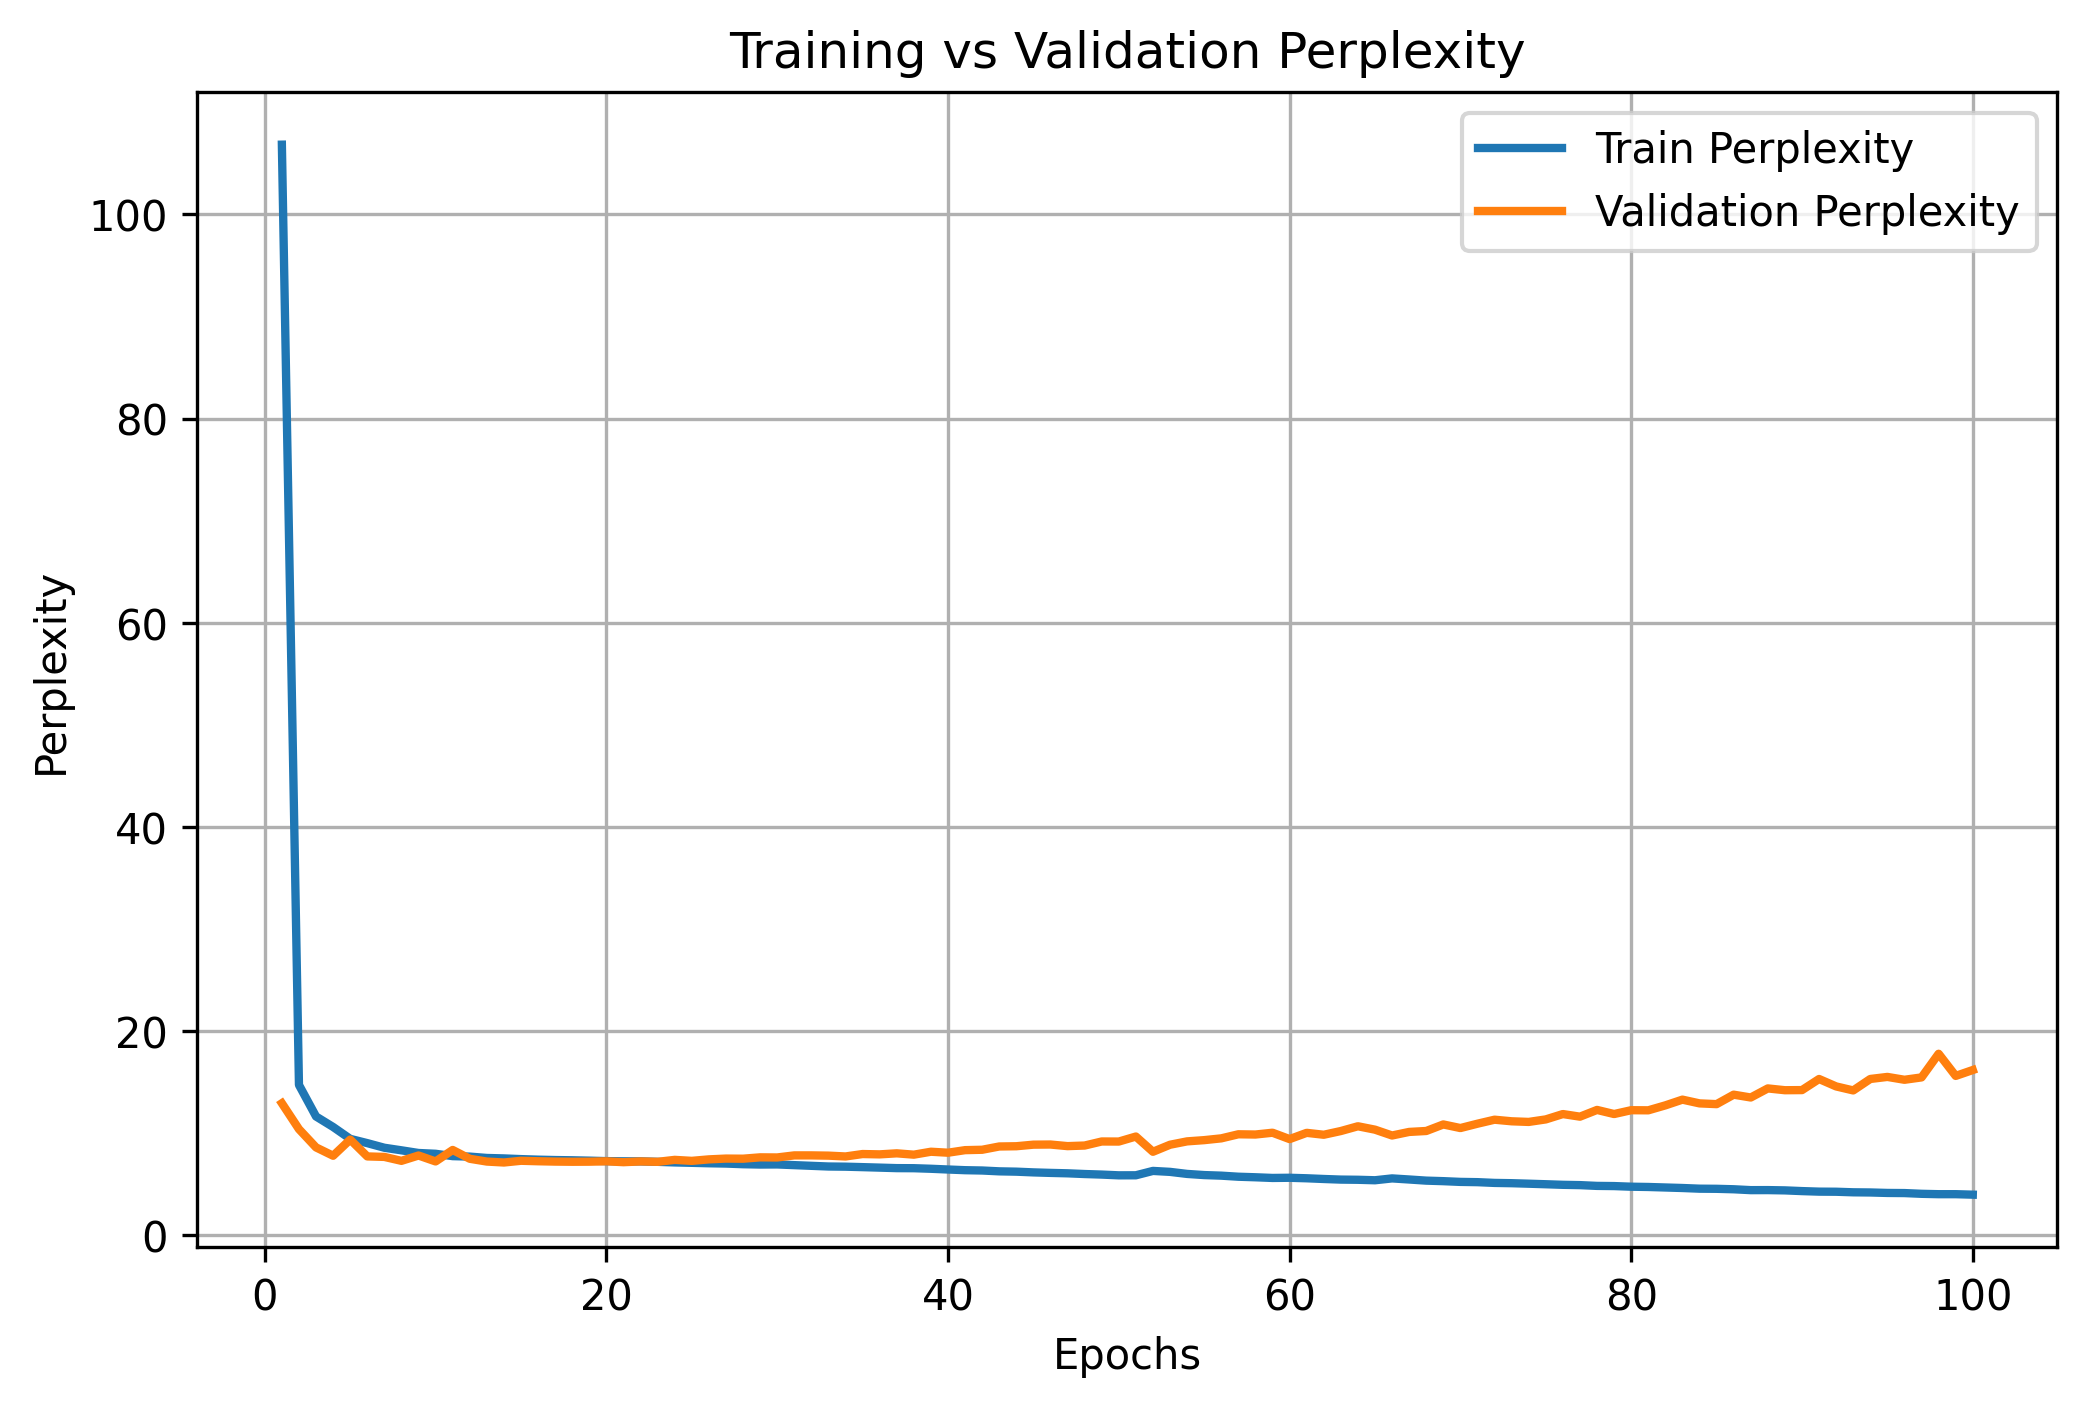 Training vs Validation Perplexity
Train Perplexity
Validation Perplexity
Perplexity
100
80
60
40
20
0
0 20 40 60 80 100
Epochs